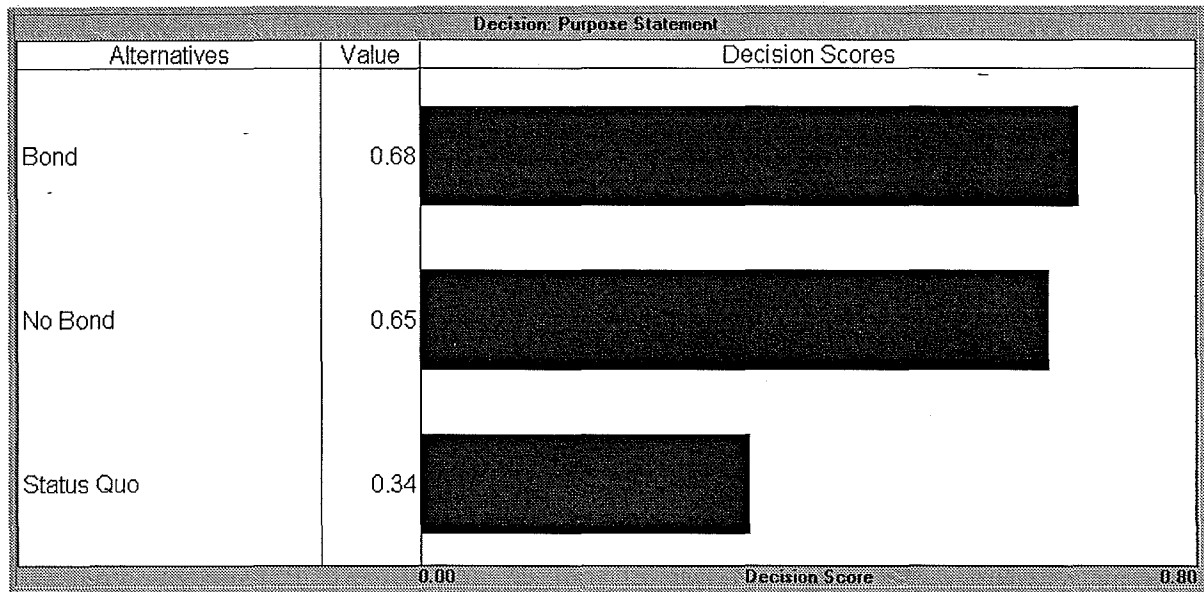 Decision: Purpose Statement
Alternatives Value Decision Scores
Bond 0.68
No Bond 0.65
Status Quo 0.34
0.00 Decision Score 0.80